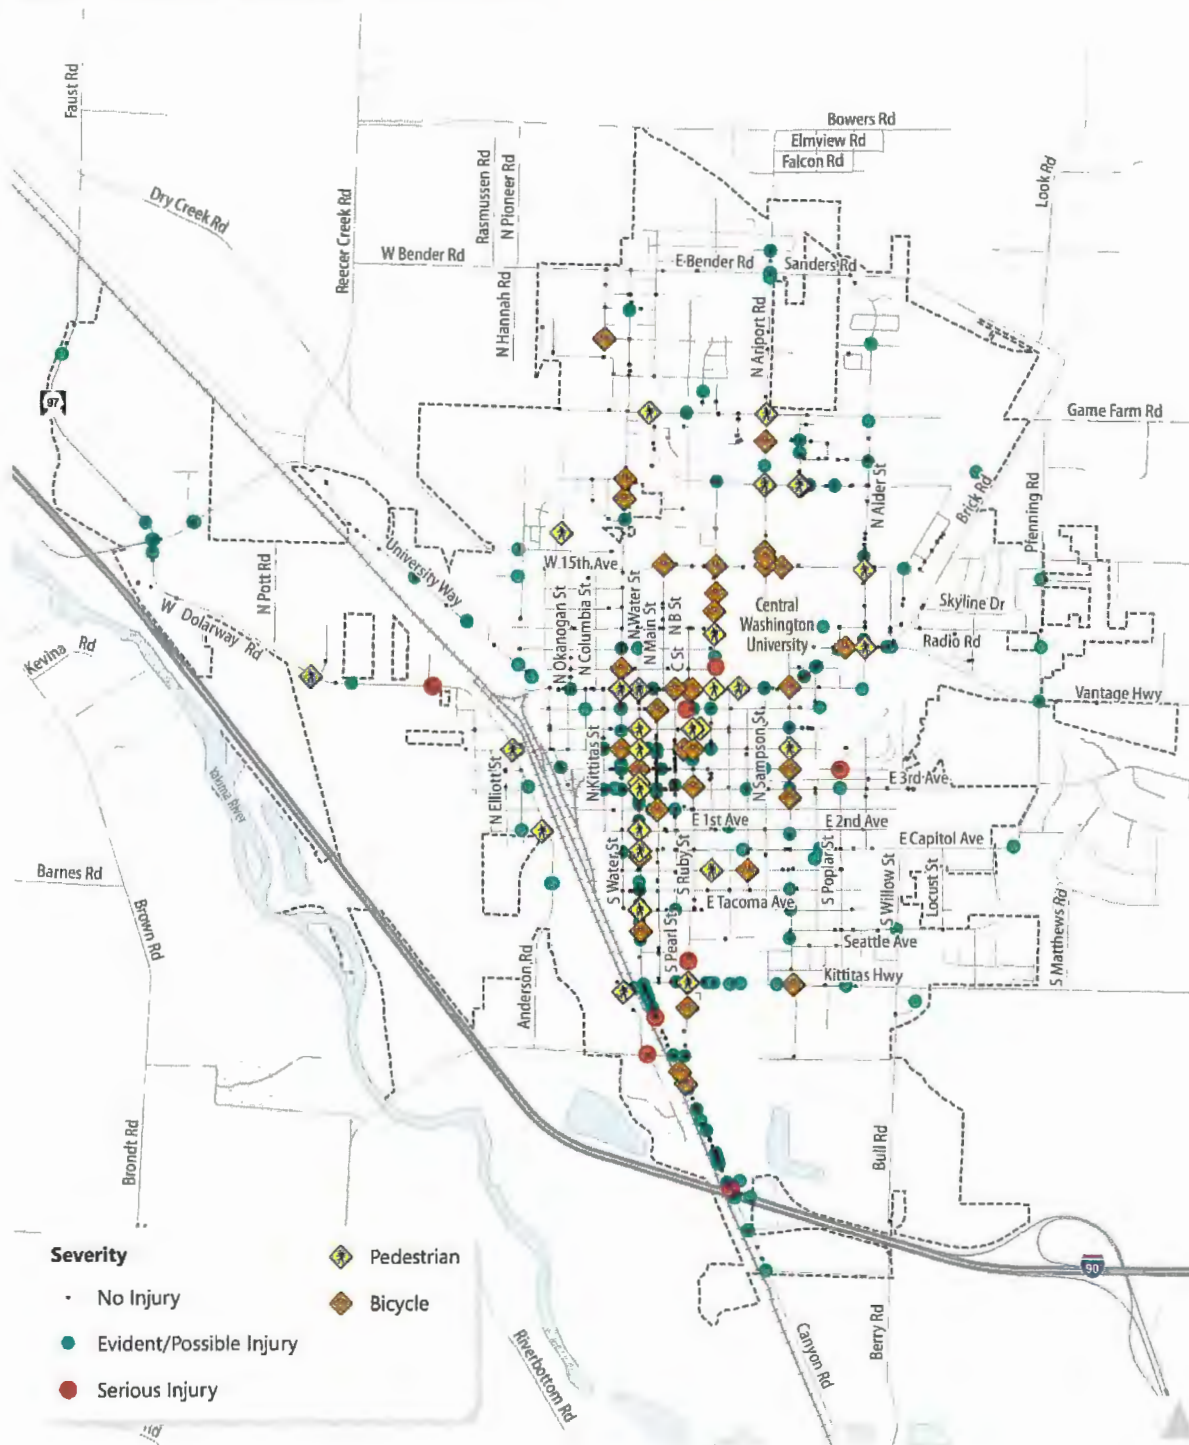 Faust Rd
Bowers Rd
Elmview Rd
Falcon Rd
Look Rd
Dry Creek Rd
Reecer Creek Rd
Rasmussen Rd
N Pioneer Rd
W Bender Rd
E Bender Rd
Sanders Rd
N Hannah Rd
N Ariport Rd
97
Game Farm Rd
N Alder St
Brick Rd
Pfenning Rd
University Way
W 15th Ave
N Pott Rd
W Dolarway Rd
N Okanogan St
N Columbia St
N Water St
N Main St
N B St
C St
Central
Washington
University
Skyline Dr
Radio Rd
Kevina Rd
Vantage Hwy
N Kittitas St
N Sampson St
N Elliott St
Yakima River
E 3rd Ave
E 1st Ave
E 2nd Ave
E Capitol Ave
Barnes Rd
Brown Rd
S Water St
S Ruby St
S Poplar St
S Willow St
Locust St
E Tacoma Ave
S Pearl St
Seattle Ave
S Matthews Rd
Kittitas Hwy
Anderson Rd
Brondt Rd
Bull Rd
90
Severity
No Injury
Evident/Possible Injury
Serious Injury
Pedestrian
Bicycle
Riverbottom Rd
Canyon Rd
Berry Rd
Rd